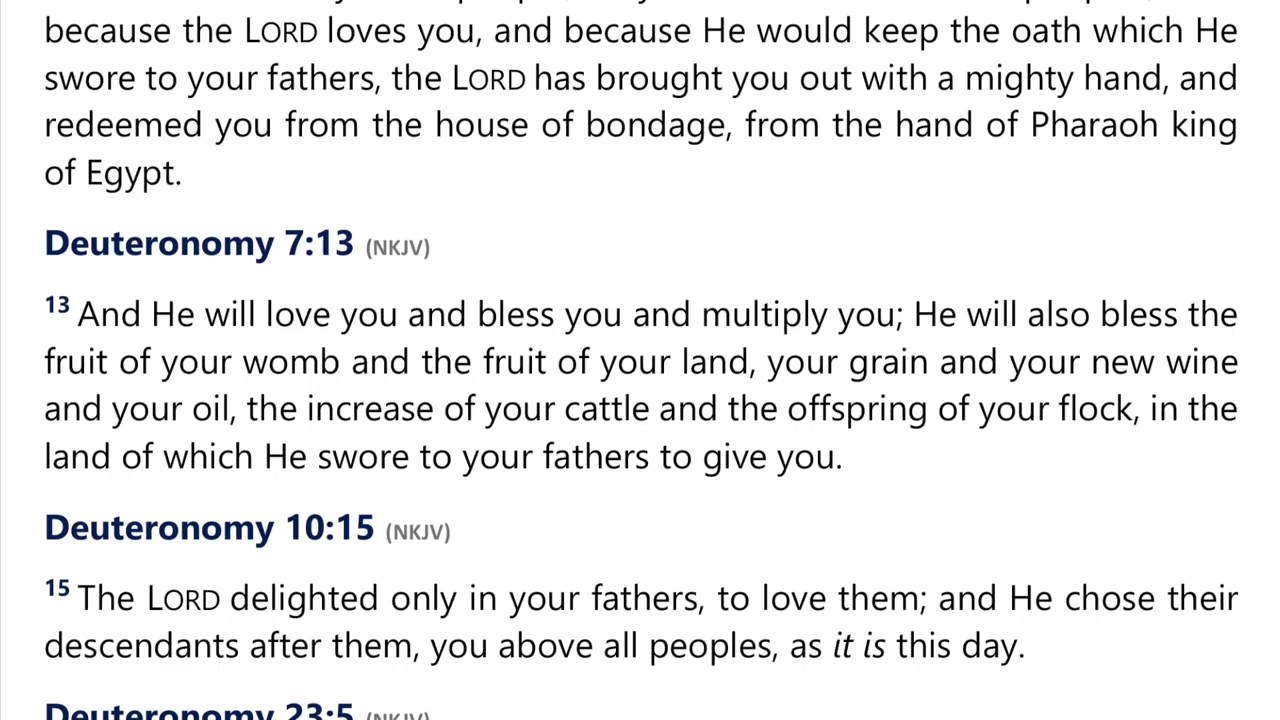 because the LORD loves you, and because He would keep the oath which He
swore to your fathers, the LORD has brought you out with a mighty hand, and
redeemed you from the house of bondage, from the hand of Pharaoh king
of Egypt.
Deuteronomy 7:13 (NKJV)
13 And He will love you and bless you and multiply you; He will also bless the
fruit of your womb and the fruit of your land, your grain and your new wine
and your oil, the increase of your cattle and the offspring of your flock, in the
land of which He swore to your fathers to give you.
Deuteronomy 10:15 (NKJV)
15 The LORD delighted only in your fathers, to love them; and He chose their
descendants after them, you above all peoples, as it is this day.
Deuteronomy 23:5 (NKJV)